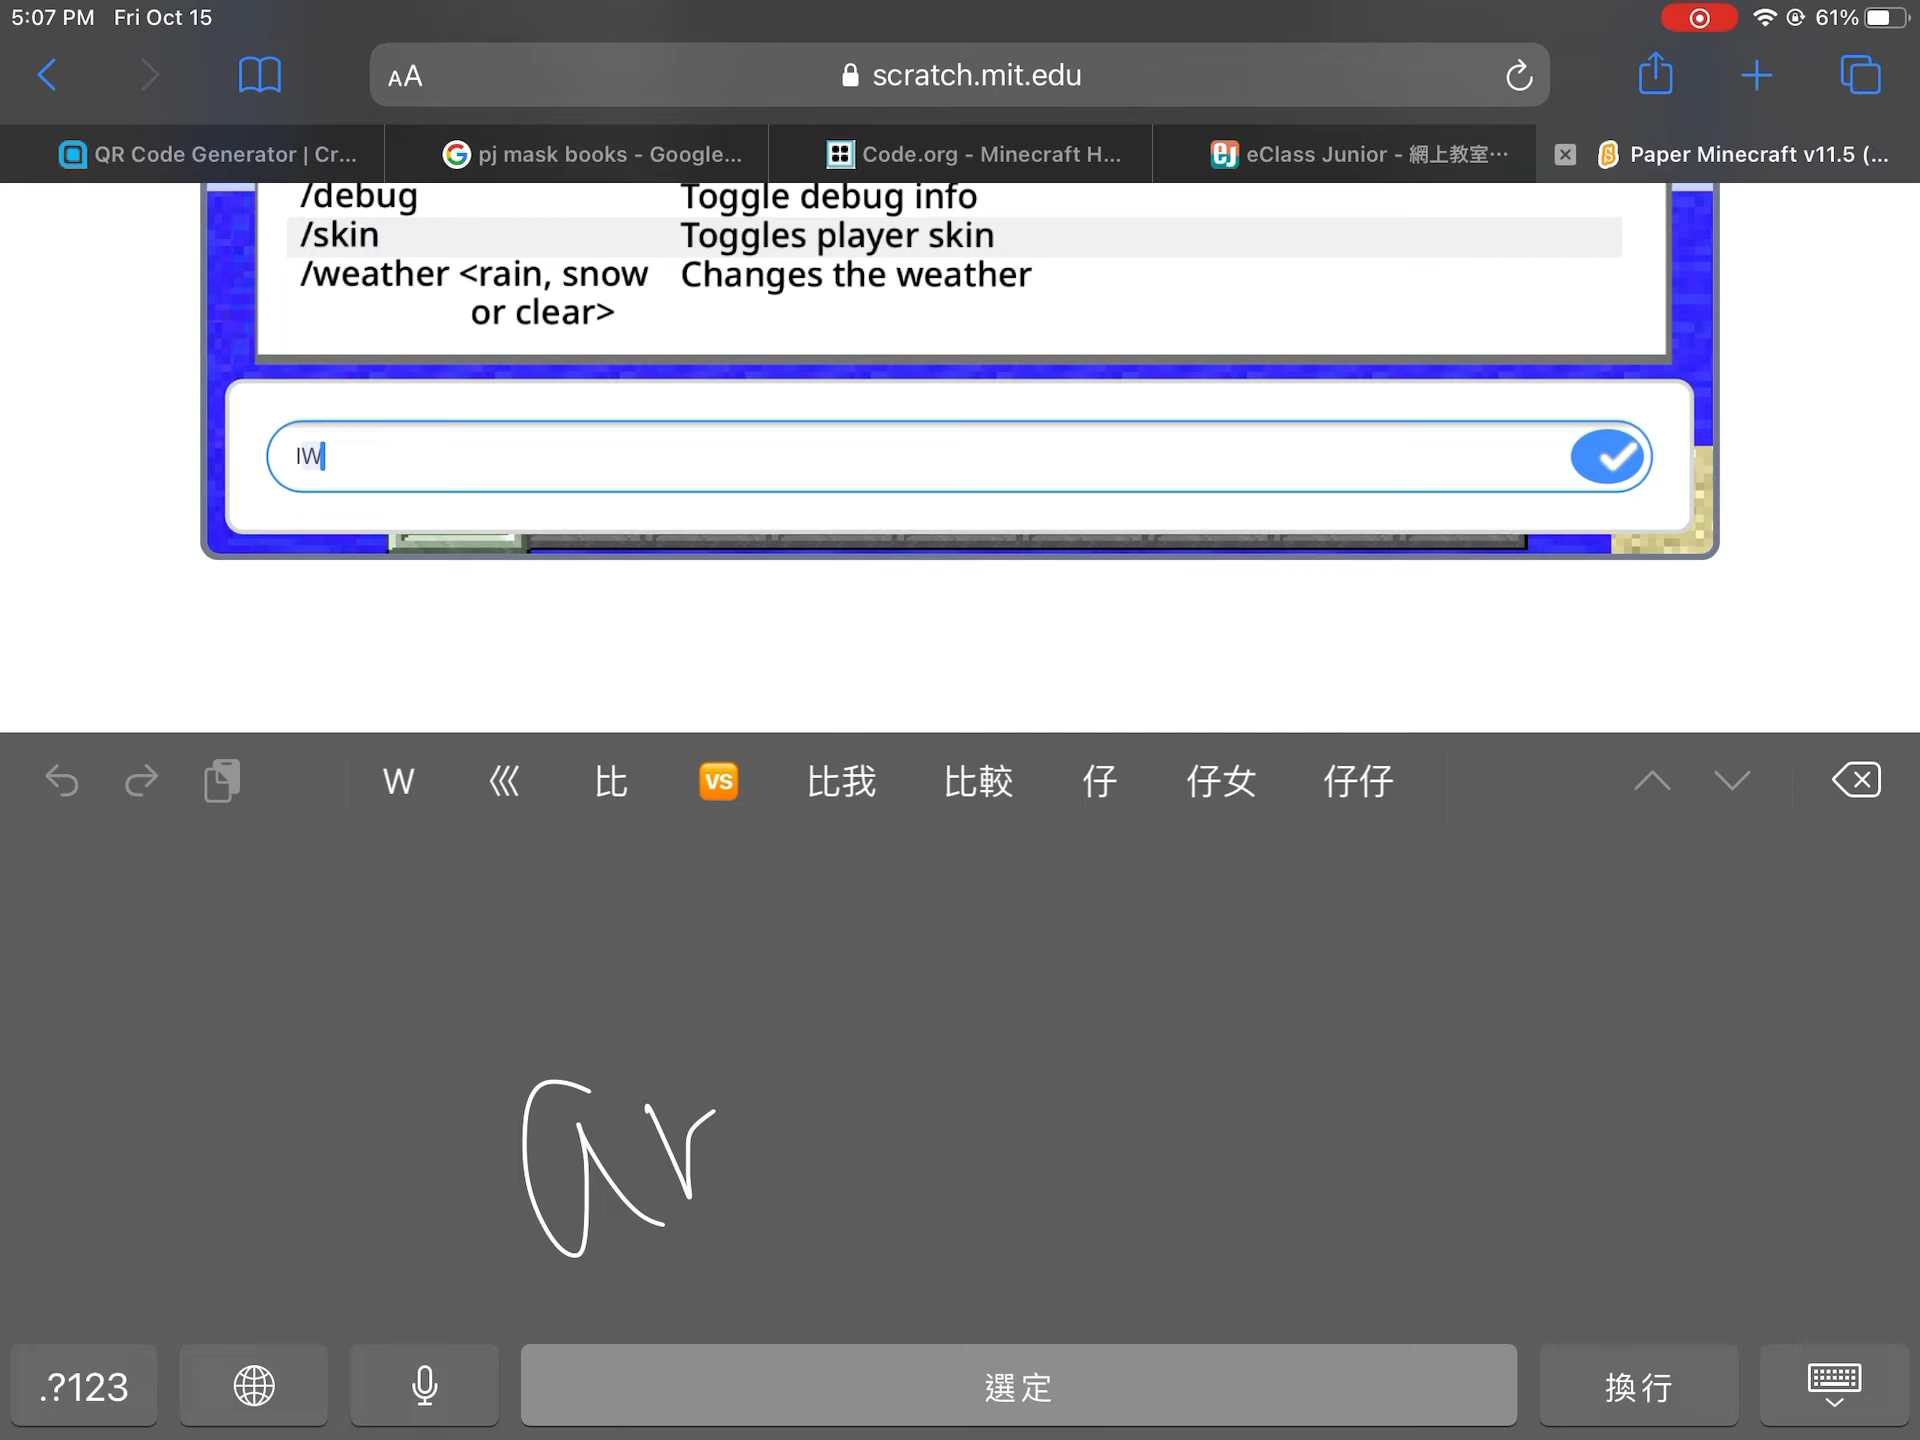 5:07 PM Fri Oct 15 61%
AA scratch.mit.edu
QR Code Generator | Cr... pj mask books - Google... Code.org - Minecraft H... eClass Junior - 網上教室… Paper Minecraft v11.5 (...
/debug Toggle debug info
/skin Toggles player skin
/weather <rain, snow Changes the weather
or clear>
IW
W 巛 比 VS 比我 比較 仔 仔女 仔仔
ar
.?123 選定 換行